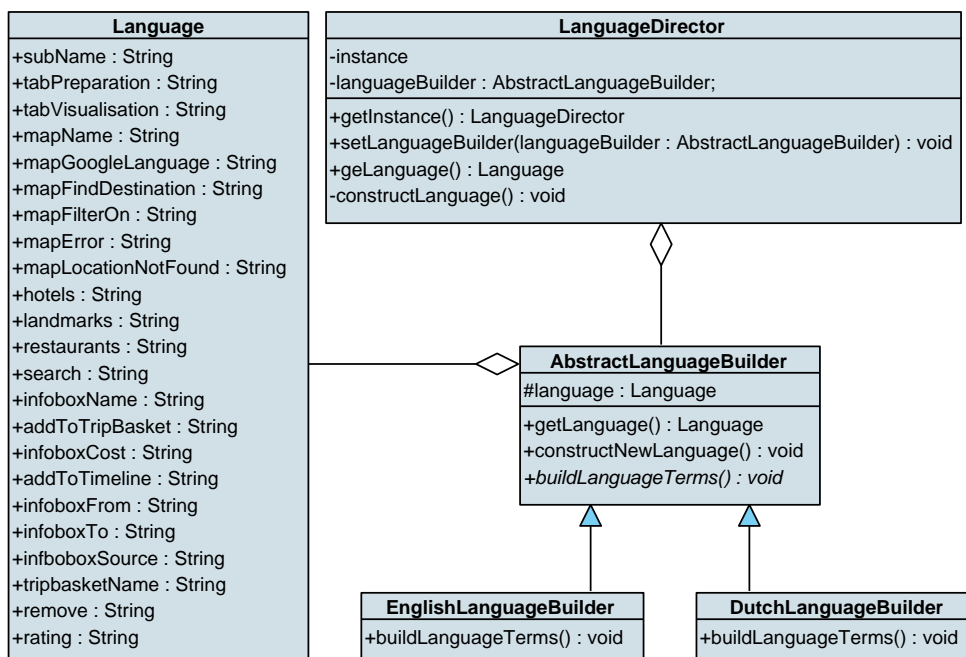 Language
+subName : String
+tabPreparation : String
+tabVisualisation : String
+mapName : String
+mapGoogleLanguage : String
+mapFindDestination : String
+mapFilterOn : String
+mapError : String
+mapLocationNotFound : String
+hotels : String
+landmarks : String
+restaurants : String
+search : String
+infoboxName : String
+addToTripBasket : String
+infoboxCost : String
+addToTimeline : String
+infoboxFrom : String
+infoboxTo : String
+infboboxSource : String
+tripbasketName : String
+remove : String
+rating : String
LanguageDirector
-instance
-languageBuilder : AbstractLanguageBuilder;
+getInstance() : LanguageDirector
+setLanguageBuilder(languageBuilder : AbstractLanguageBuilder) : void
+geLanguage() : Language
-constructLanguage() : void
AbstractLanguageBuilder
#language : Language
+getLanguage() : Language
+constructNewLanguage() : void
+buildLanguageTerms() : void
EnglishLanguageBuilder
+buildLanguageTerms() : void
DutchLanguageBuilder
+buildLanguageTerms() : void